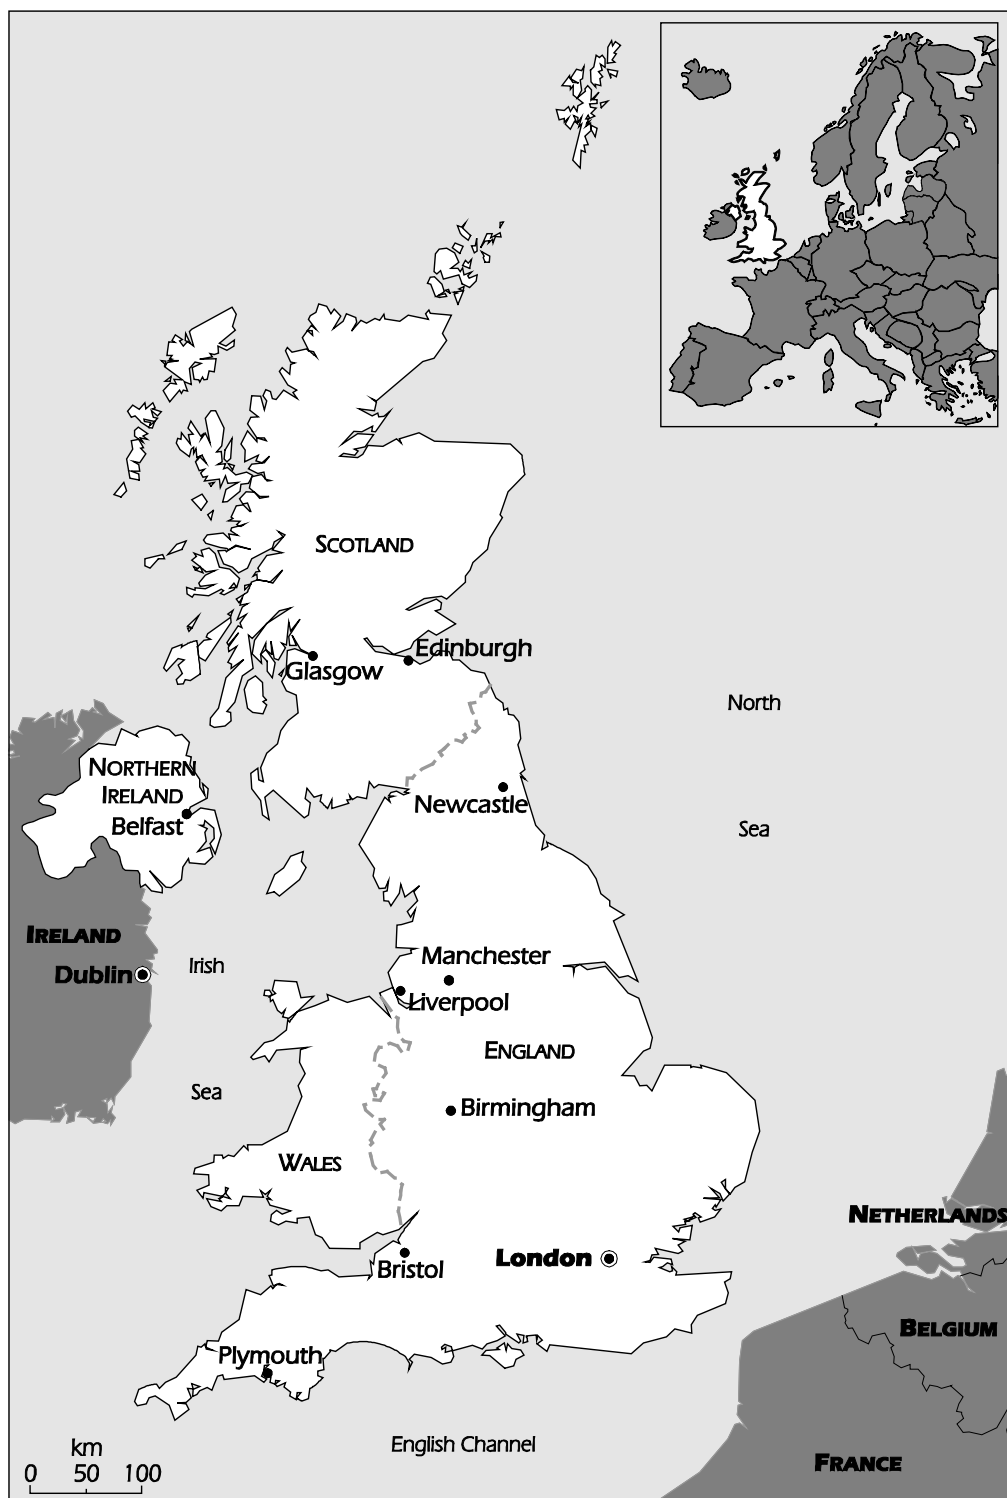 SCOTLAND
Edinburgh
Glasgow
North
NORTHERN
IRELAND
Belfast
Newcastle
Sea
IRELAND
Dublin
Irish
Manchester
Liverpool
ENGLAND
Sea
Birmingham
WALES
NETHERLANDS
London
Bristol
BELGIUM
Plymouth
English Channel
FRANCE
km
0 50 100